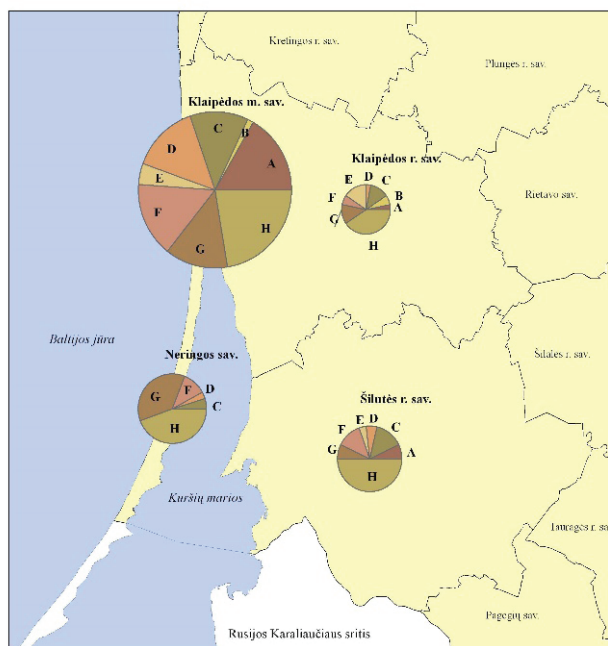 Kretingos r. sav.
Plungės r. sav.
Klaipėdos m. sav.
C
B
D
A
E
F
H
G
Klaipėdos r. sav.
E
D
C
F
B
G
A
H
Rietavo sav.
Baltijos jūra
Neringos sav.
G
F
D
C
H
Šilalės r. sav.
Šilutės r. sav.
E
D
F
C
G
A
H
Kuršių marios
Tauragės r. sav.
Pagėgių sav.
Rusijos Karaliaučiaus sritis